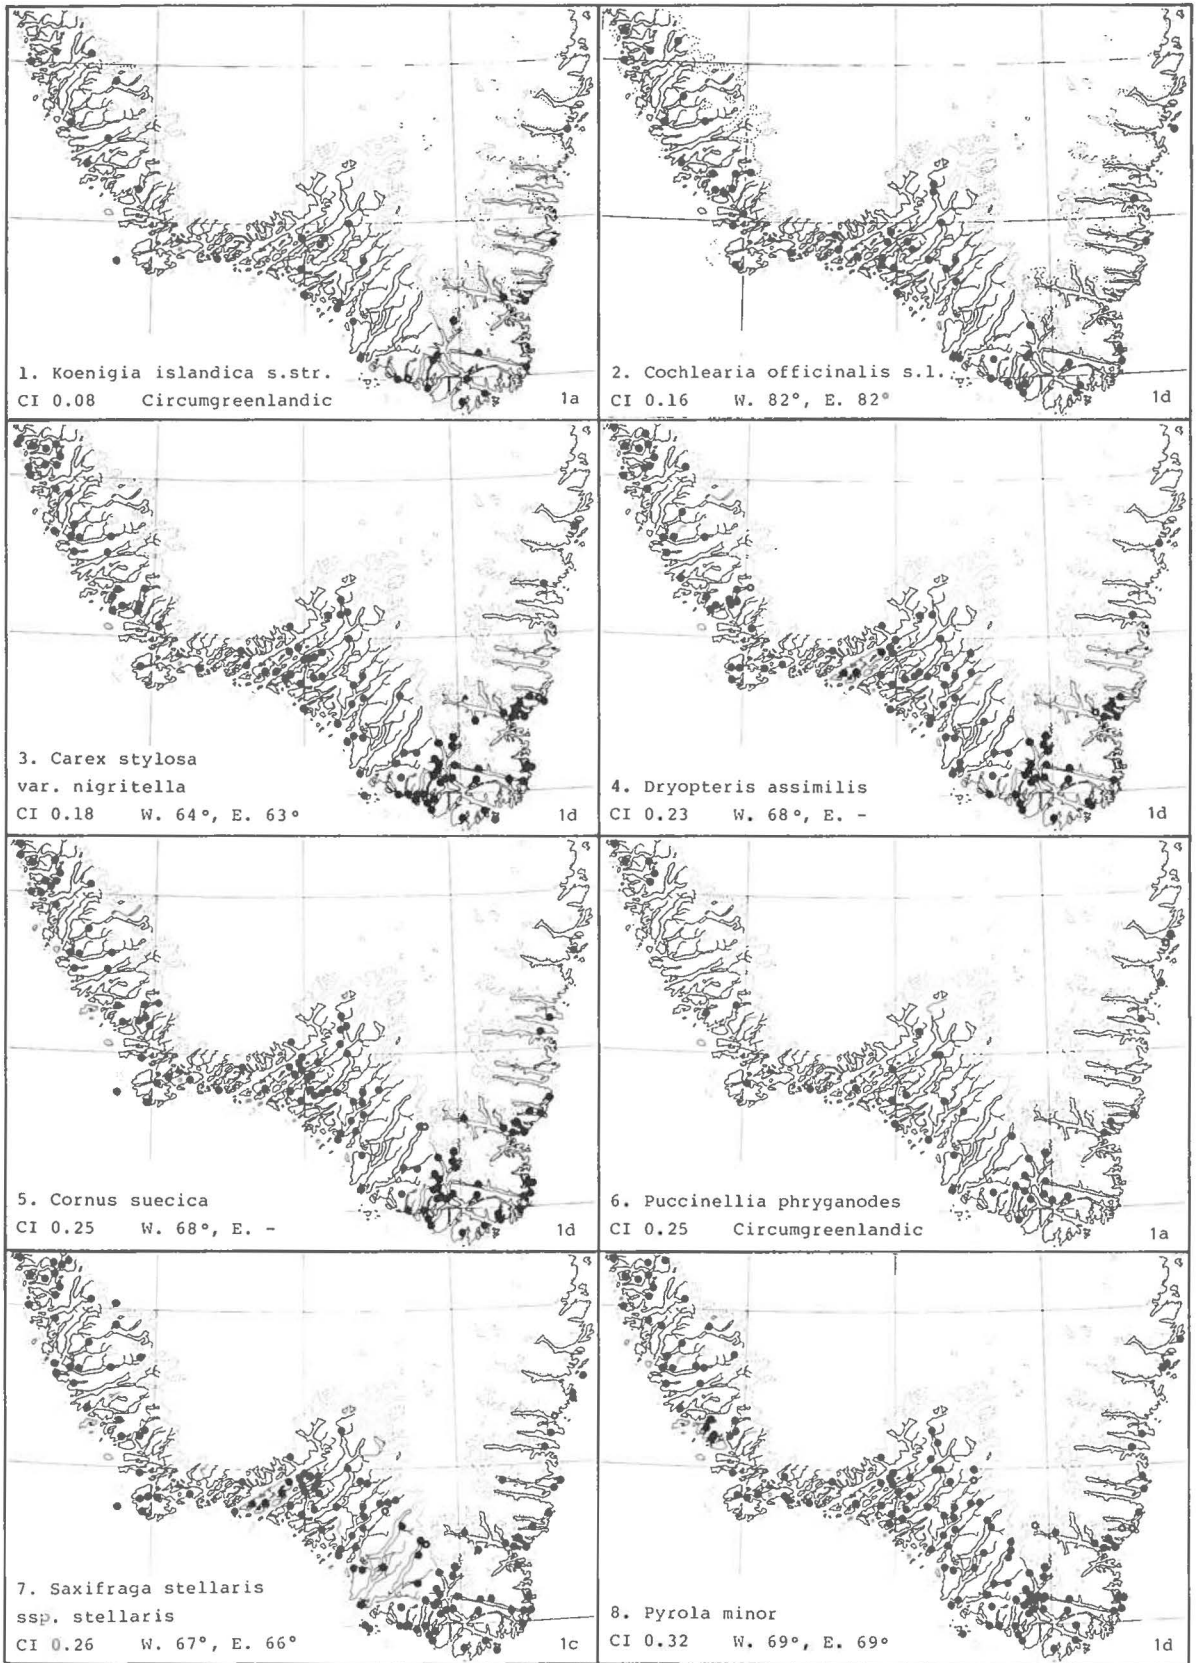 1. Koenigia islandica s.str.
CI 0.08 Circumgreenlandic 1a
2. Cochlearia officinalis s.l.
CI 0.16 W. 82°, E. 82° 1d
3. Carex stylosa
var. nigritella
CI 0.18 W. 64°, E. 63° 1d
4. Dryopteris assimilis
CI 0.23 W. 68°, E. - 1d
5. Cornus suecica
CI 0.25 W. 68°, E. - 1d
6. Puccinellia phryganodes
CI 0.25 Circumgreenlandic 1a
7. Saxifraga stellaris
ssp. stellaris
CI 0.26 W. 67°, E. 66° 1c
8. Pyrola minor
CI 0.32 W. 69°, E. 69° 1d